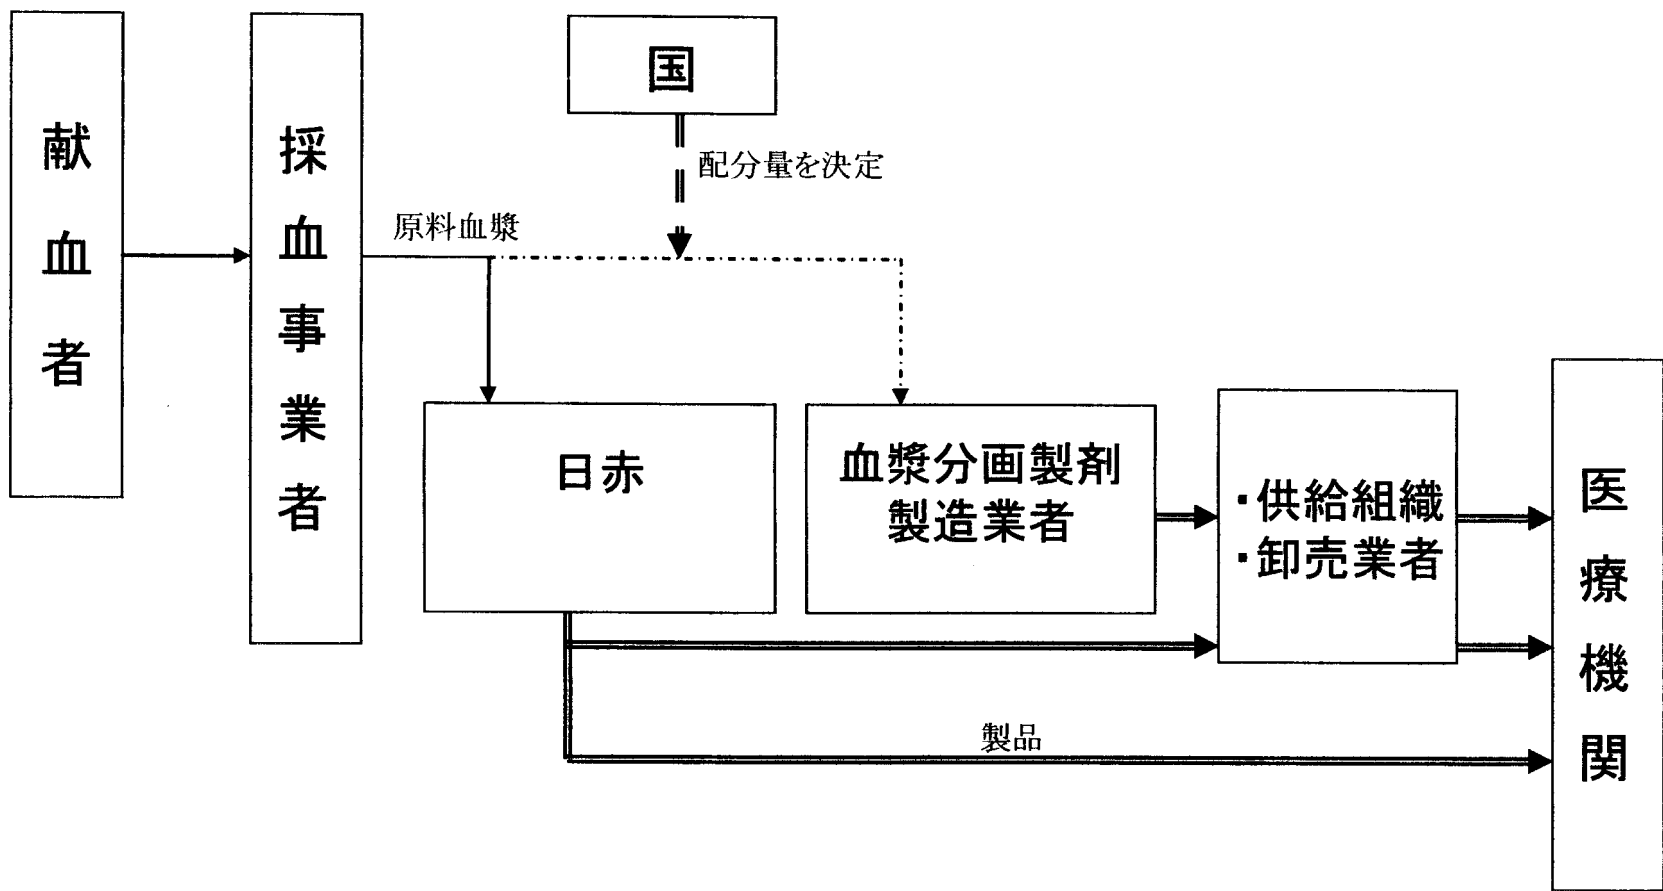 献血者
採血事業者
国
配分量を決定
原料血漿
日赤
血漿分画製剤
製造業者
・供給組織
・卸売業者
医療機関
製品